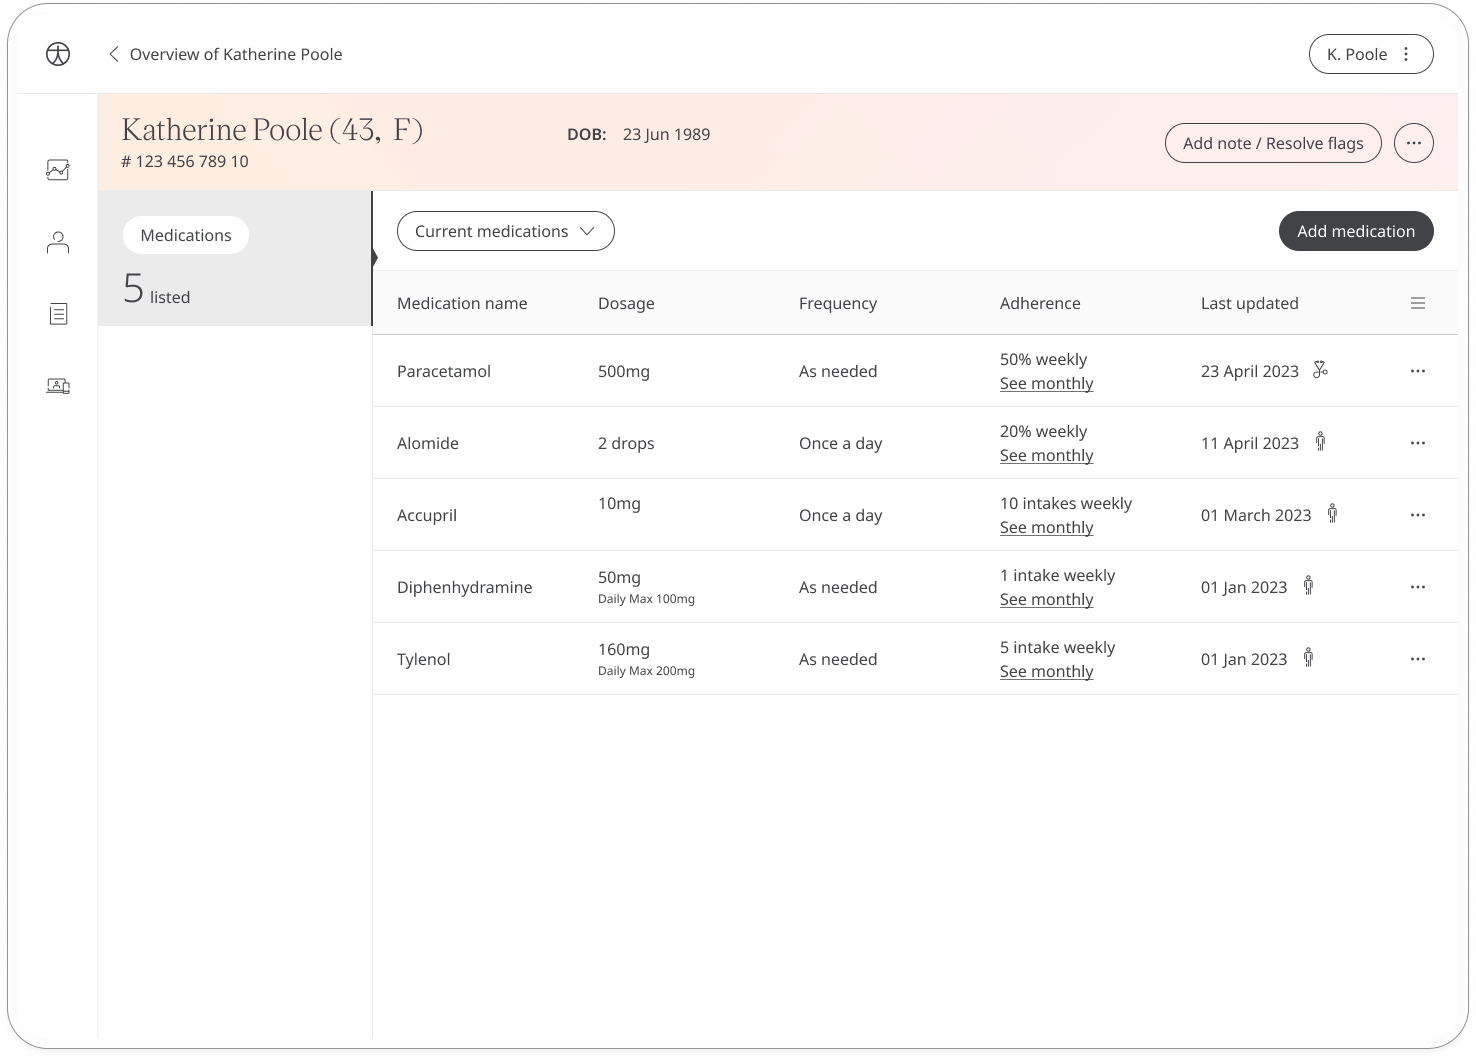 Overview of Katherine Poole
K. Poole
Katherine Poole (43, F)
# 123 456 789 10
DOB: 23 Jun 1989
Add note / Resolve flags
Medications
5 listed
Current medications
Add medication
Medication name Dosage Frequency Adherence Last updated
Paracetamol 500mg As needed 50% weekly See monthly 23 April 2023
Alomide 2 drops Once a day 20% weekly See monthly 11 April 2023
Accupril 10mg Once a day 10 intakes weekly See monthly 01 March 2023
Diphenhydramine 50mg Daily Max 100mg As needed 1 intake weekly See monthly 01 Jan 2023
Tylenol 160mg Daily Max 200mg As needed 5 intake weekly See monthly 01 Jan 2023